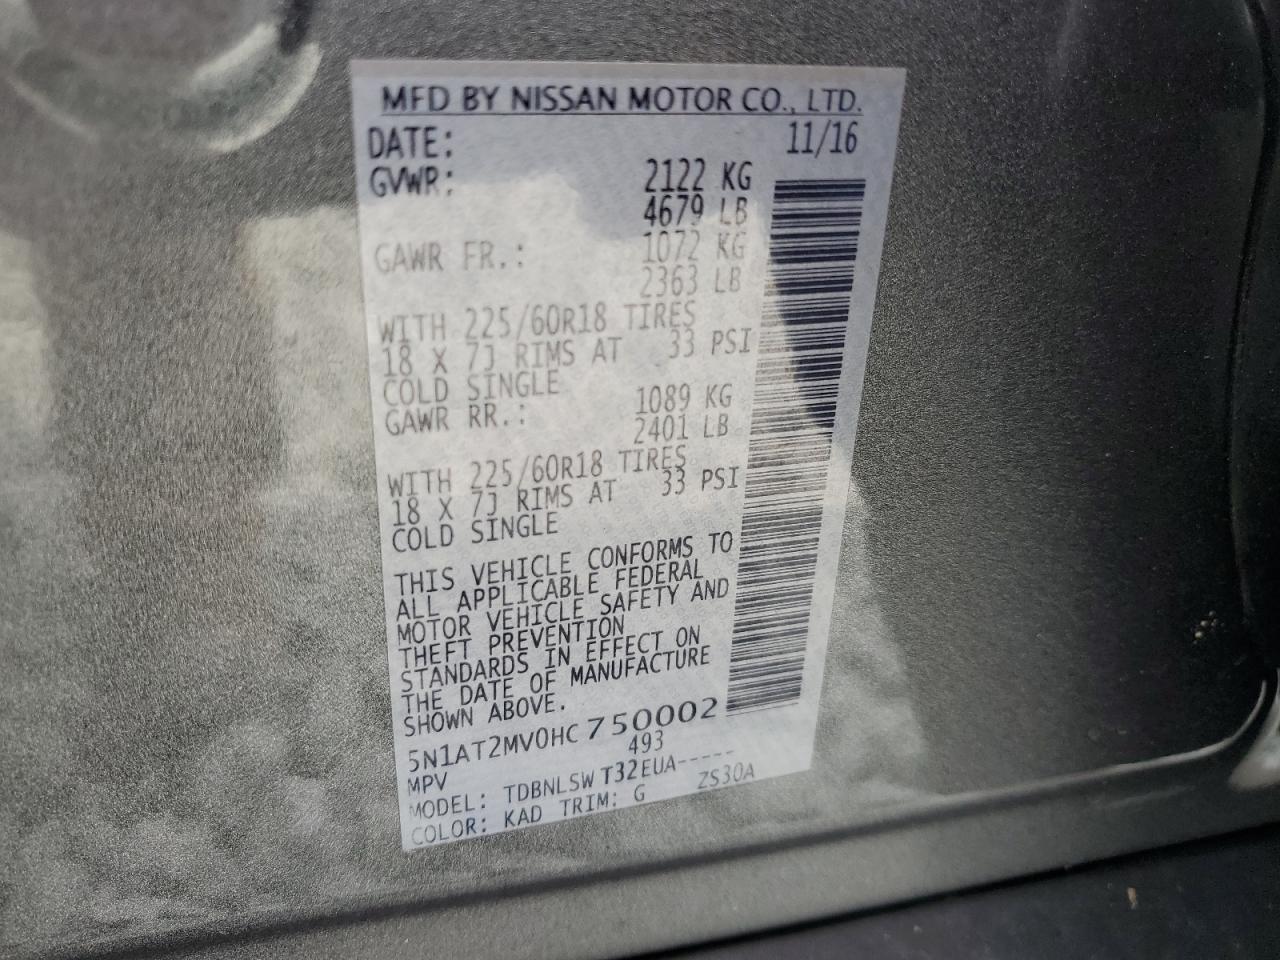 MFD BY NISSAN MOTOR CO., LTD.
DATE: 11/16
GVWR: 2122 KG
4679 LB
GAWR FR.: 1072 KG
2363 LB
WITH 225/60R18 TIRES
18 X 7J RIMS AT 33 PSI
COLD SINGLE
GAWR RR.: 1089 KG
2401 LB
WITH 225/60R18 TIRES
18 X 7J RIMS AT 33 PSI
COLD SINGLE
THIS VEHICLE CONFORMS TO
ALL APPLICABLE FEDERAL
MOTOR VEHICLE SAFETY AND
THEFT PREVENTION
STANDARDS IN EFFECT ON
THE DATE OF MANUFACTURE
SHOWN ABOVE.
5N1AT2MV0HC750002
MPV 493
MODEL: TDBNLSW T32EUA-----
COLOR: KAD TRIM: G ZS30A